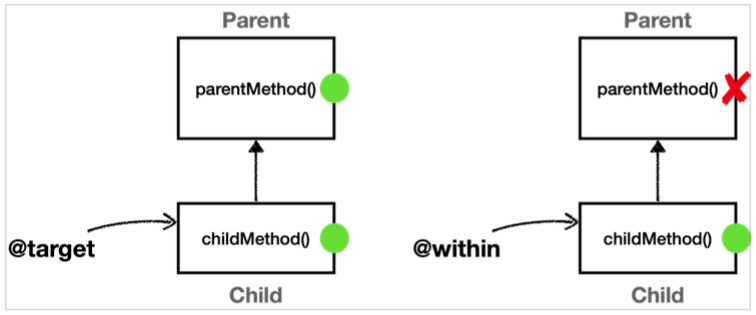 Parent
parentMethod()
childMethod()
@target
Child
Parent
parentMethod()
childMethod()
@within
Child